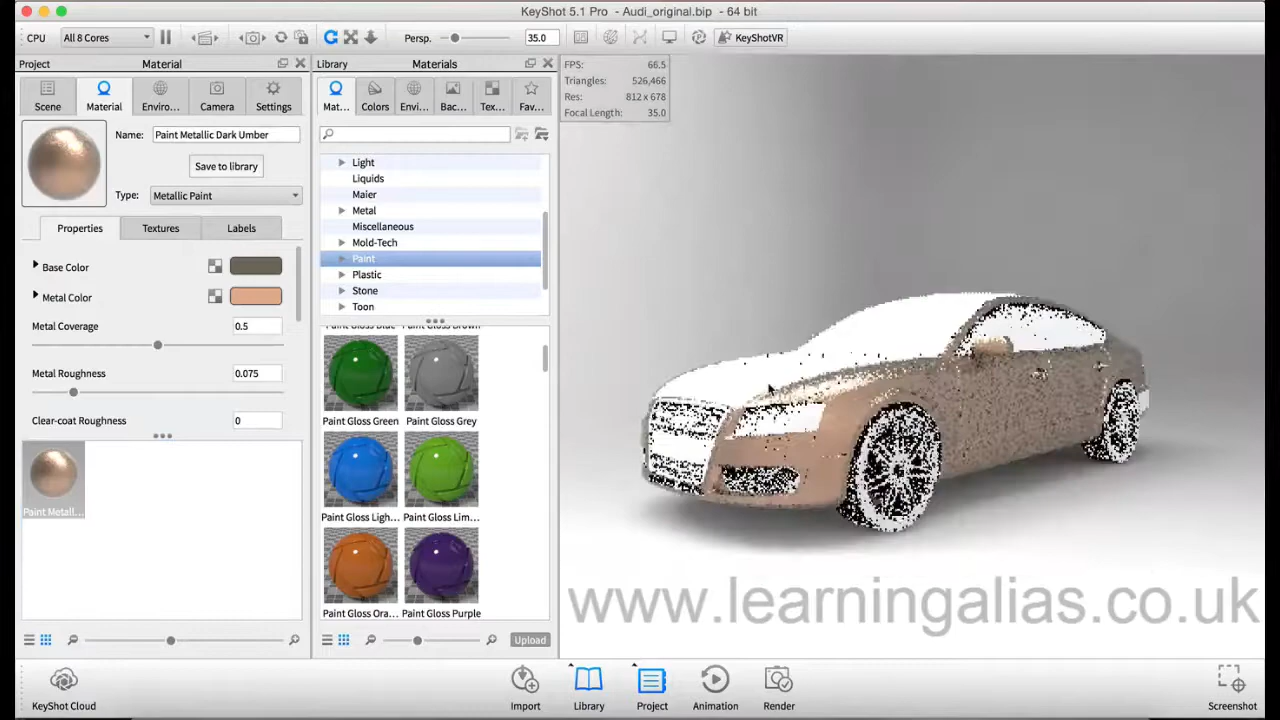 KeyShot 5.1 Pro - Audi_original.bip - 64 bit
CPU All 8 Cores Persp. 35.0 KeyShotVR
Project Material
Library Materials
Scene Material Enviro... Camera Settings
Mat... Colors Envi... Bac... Tex... Fav...
FPS: 66.5
Triangles: 526,466
Res: 812 x 678
Focal Length: 35.0
Name: Paint Metallic Dark Umber
Save to library
Type: Metallic Paint
Properties Textures Labels
Base Color
Metal Color
Metal Coverage 0.5
Metal Roughness 0.075
Clear-coat Roughness 0
Paint Metall...
Light
Liquids
Maier
Metal
Miscellaneous
Mold-Tech
Paint
Plastic
Stone
Toon
Paint Gloss Blue Paint Gloss Brown
Paint Gloss Green Paint Gloss Grey
Paint Gloss Ligh... Paint Gloss Lim...
Paint Gloss Ora... Paint Gloss Purple
Upload
www.learningalias.co.uk
KeyShot Cloud Import Library Project Animation Render Screenshot